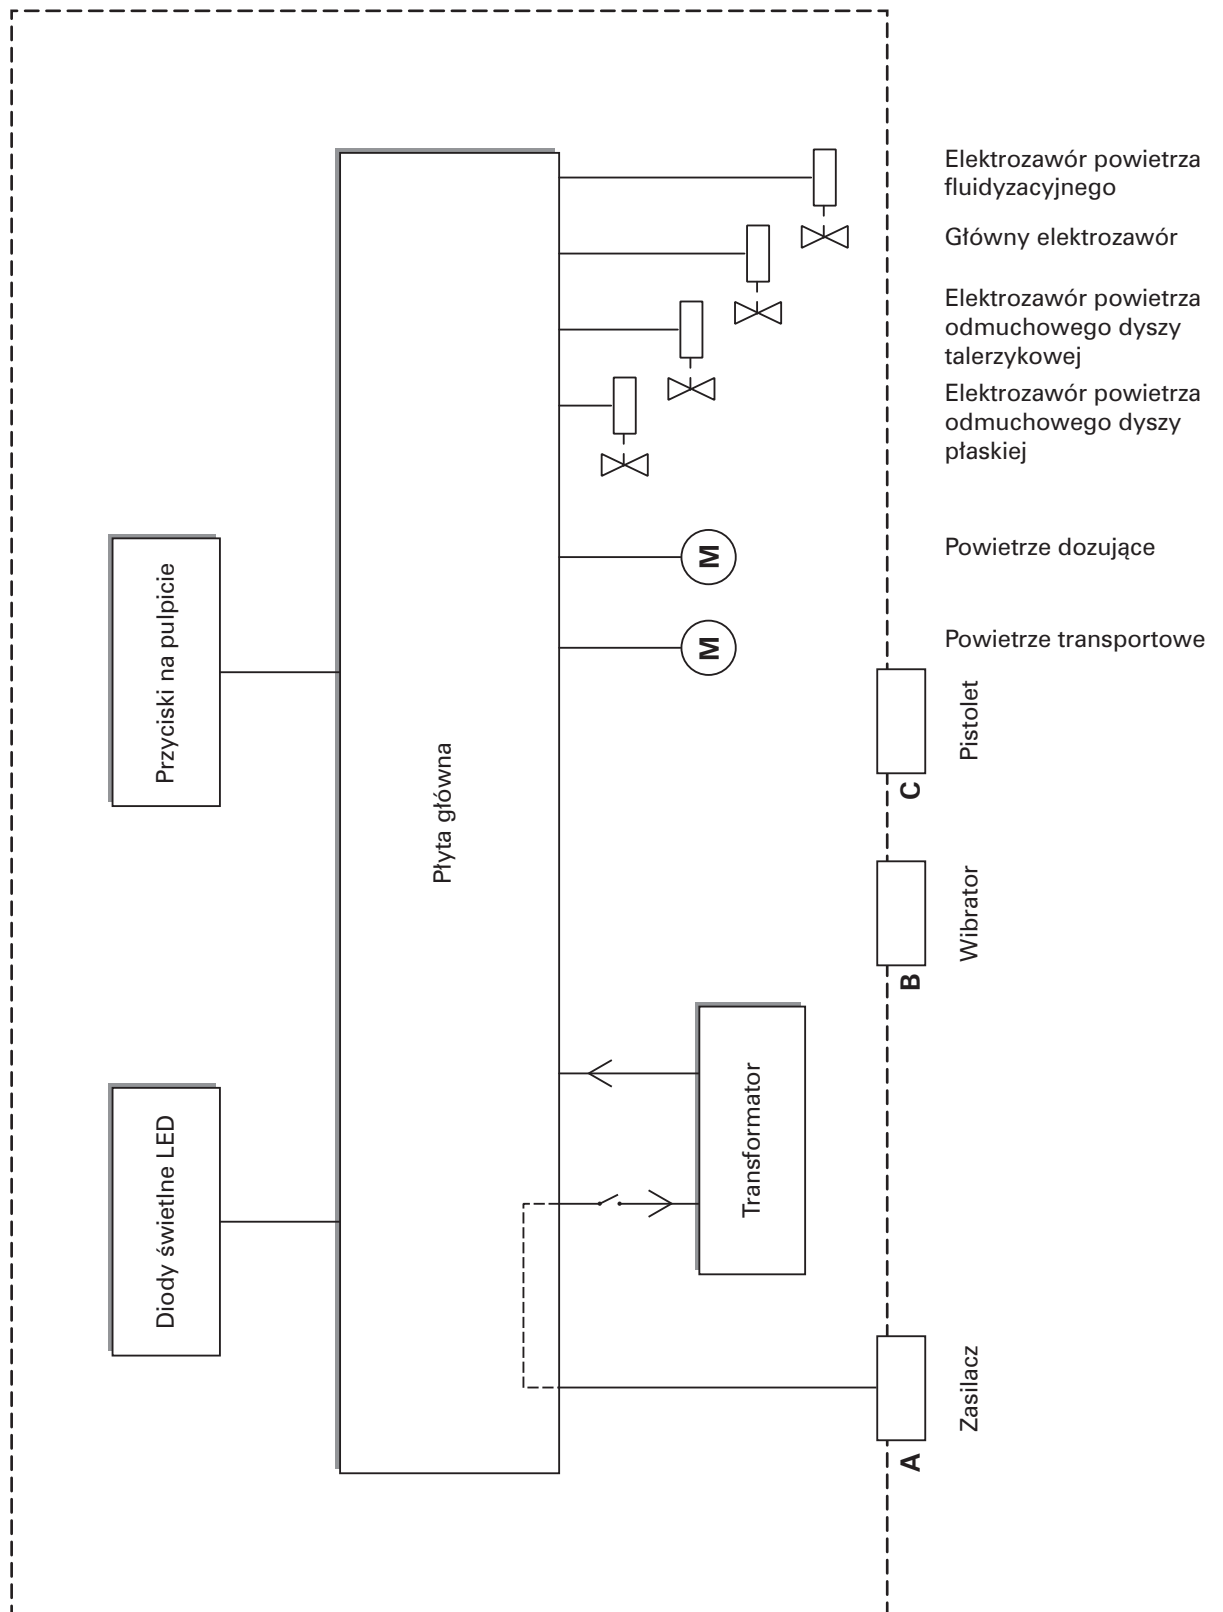 Elektrozawór powietrza
fluidyzacyjnego
Główny elektrozawór
Elektrozawór powietrza
odmuchowego dyszy
talerzykowej
Elektrozawór powietrza
odmuchowego dyszy
płaskiej
Powietrze dozujące
M
Powietrze transportowe
M
Przyciski na pulpicie
Płyta główna
Pistolet
C
Wibrator
B
Transformator
Diody świetlne LED
Zasilacz
A